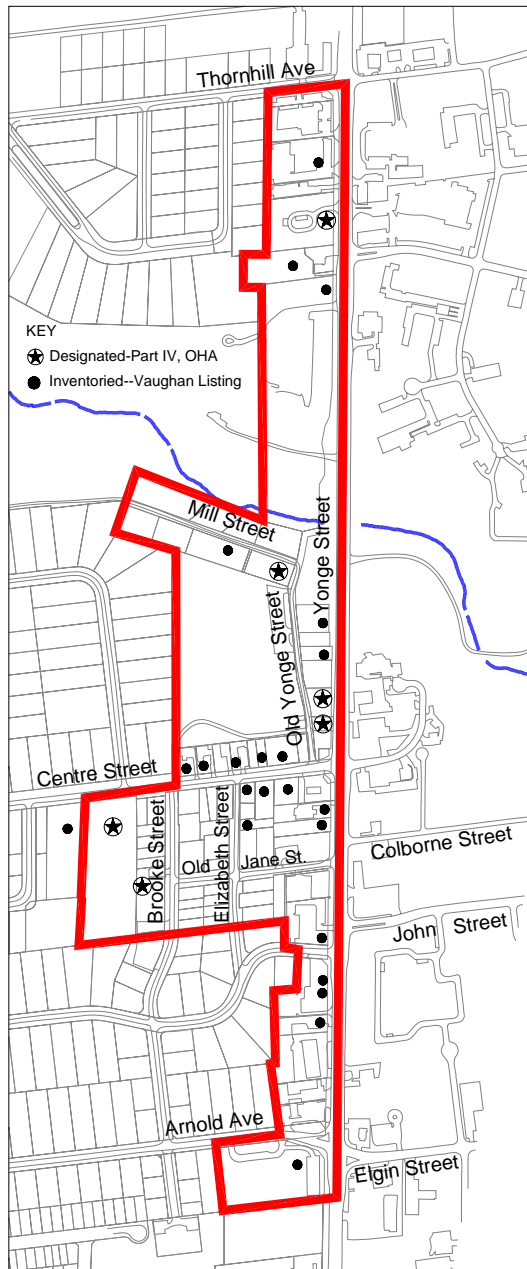 Thornhill Ave
KEY
Designated-Part IV, OHA
Inventoried--Vaughan Listing
Mill Street
Yonge Street
Old Yonge Street
Centre Street
Brooke Street
Elizabeth Street
Old Jane St.
Colborne Street
John Street
Arnold Ave
Elgin Street